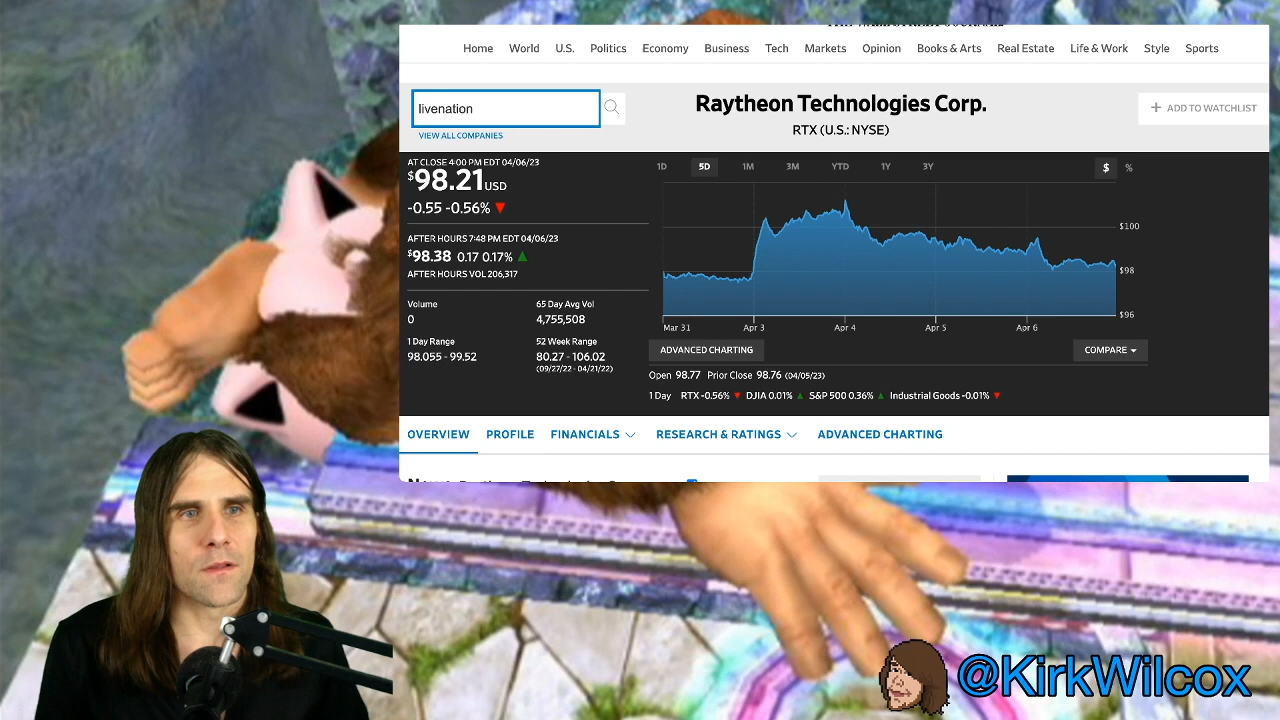 Home World U.S. Politics Economy Business Tech Markets Opinion Books & Arts Real Estate Life & Work Style Sports
livenation
VIEW ALL COMPANIES
Raytheon Technologies Corp.
RTX (U.S.: NYSE)
+ ADD TO WATCHLIST
AT CLOSE 4:00 PM EDT 04/06/23
$98.21 USD
-0.55 -0.56%
AFTER HOURS 7:48 PM EDT 04/06/23
$98.38 0.17 0.17%
AFTER HOURS VOL 206,317
Volume 65 Day Avg Vol
0 4,755,508
1 Day Range 52 Week Range
98.055 - 99.52 80.27 - 106.02
(09/27/22 - 04/21/22)
1D 5D 1M 3M YTD 1Y 3Y $ %
$100
$98
$96
Mar 31 Apr 3 Apr 4 Apr 5 Apr 6
ADVANCED CHARTING COMPARE
Open 98.77 Prior Close 98.76 (04/05/23)
1 Day RTX -0.56% DJIA 0.01% S&P 500 0.36% Industrial Goods -0.01%
OVERVIEW PROFILE FINANCIALS RESEARCH & RATINGS ADVANCED CHARTING
@KirkWilcox